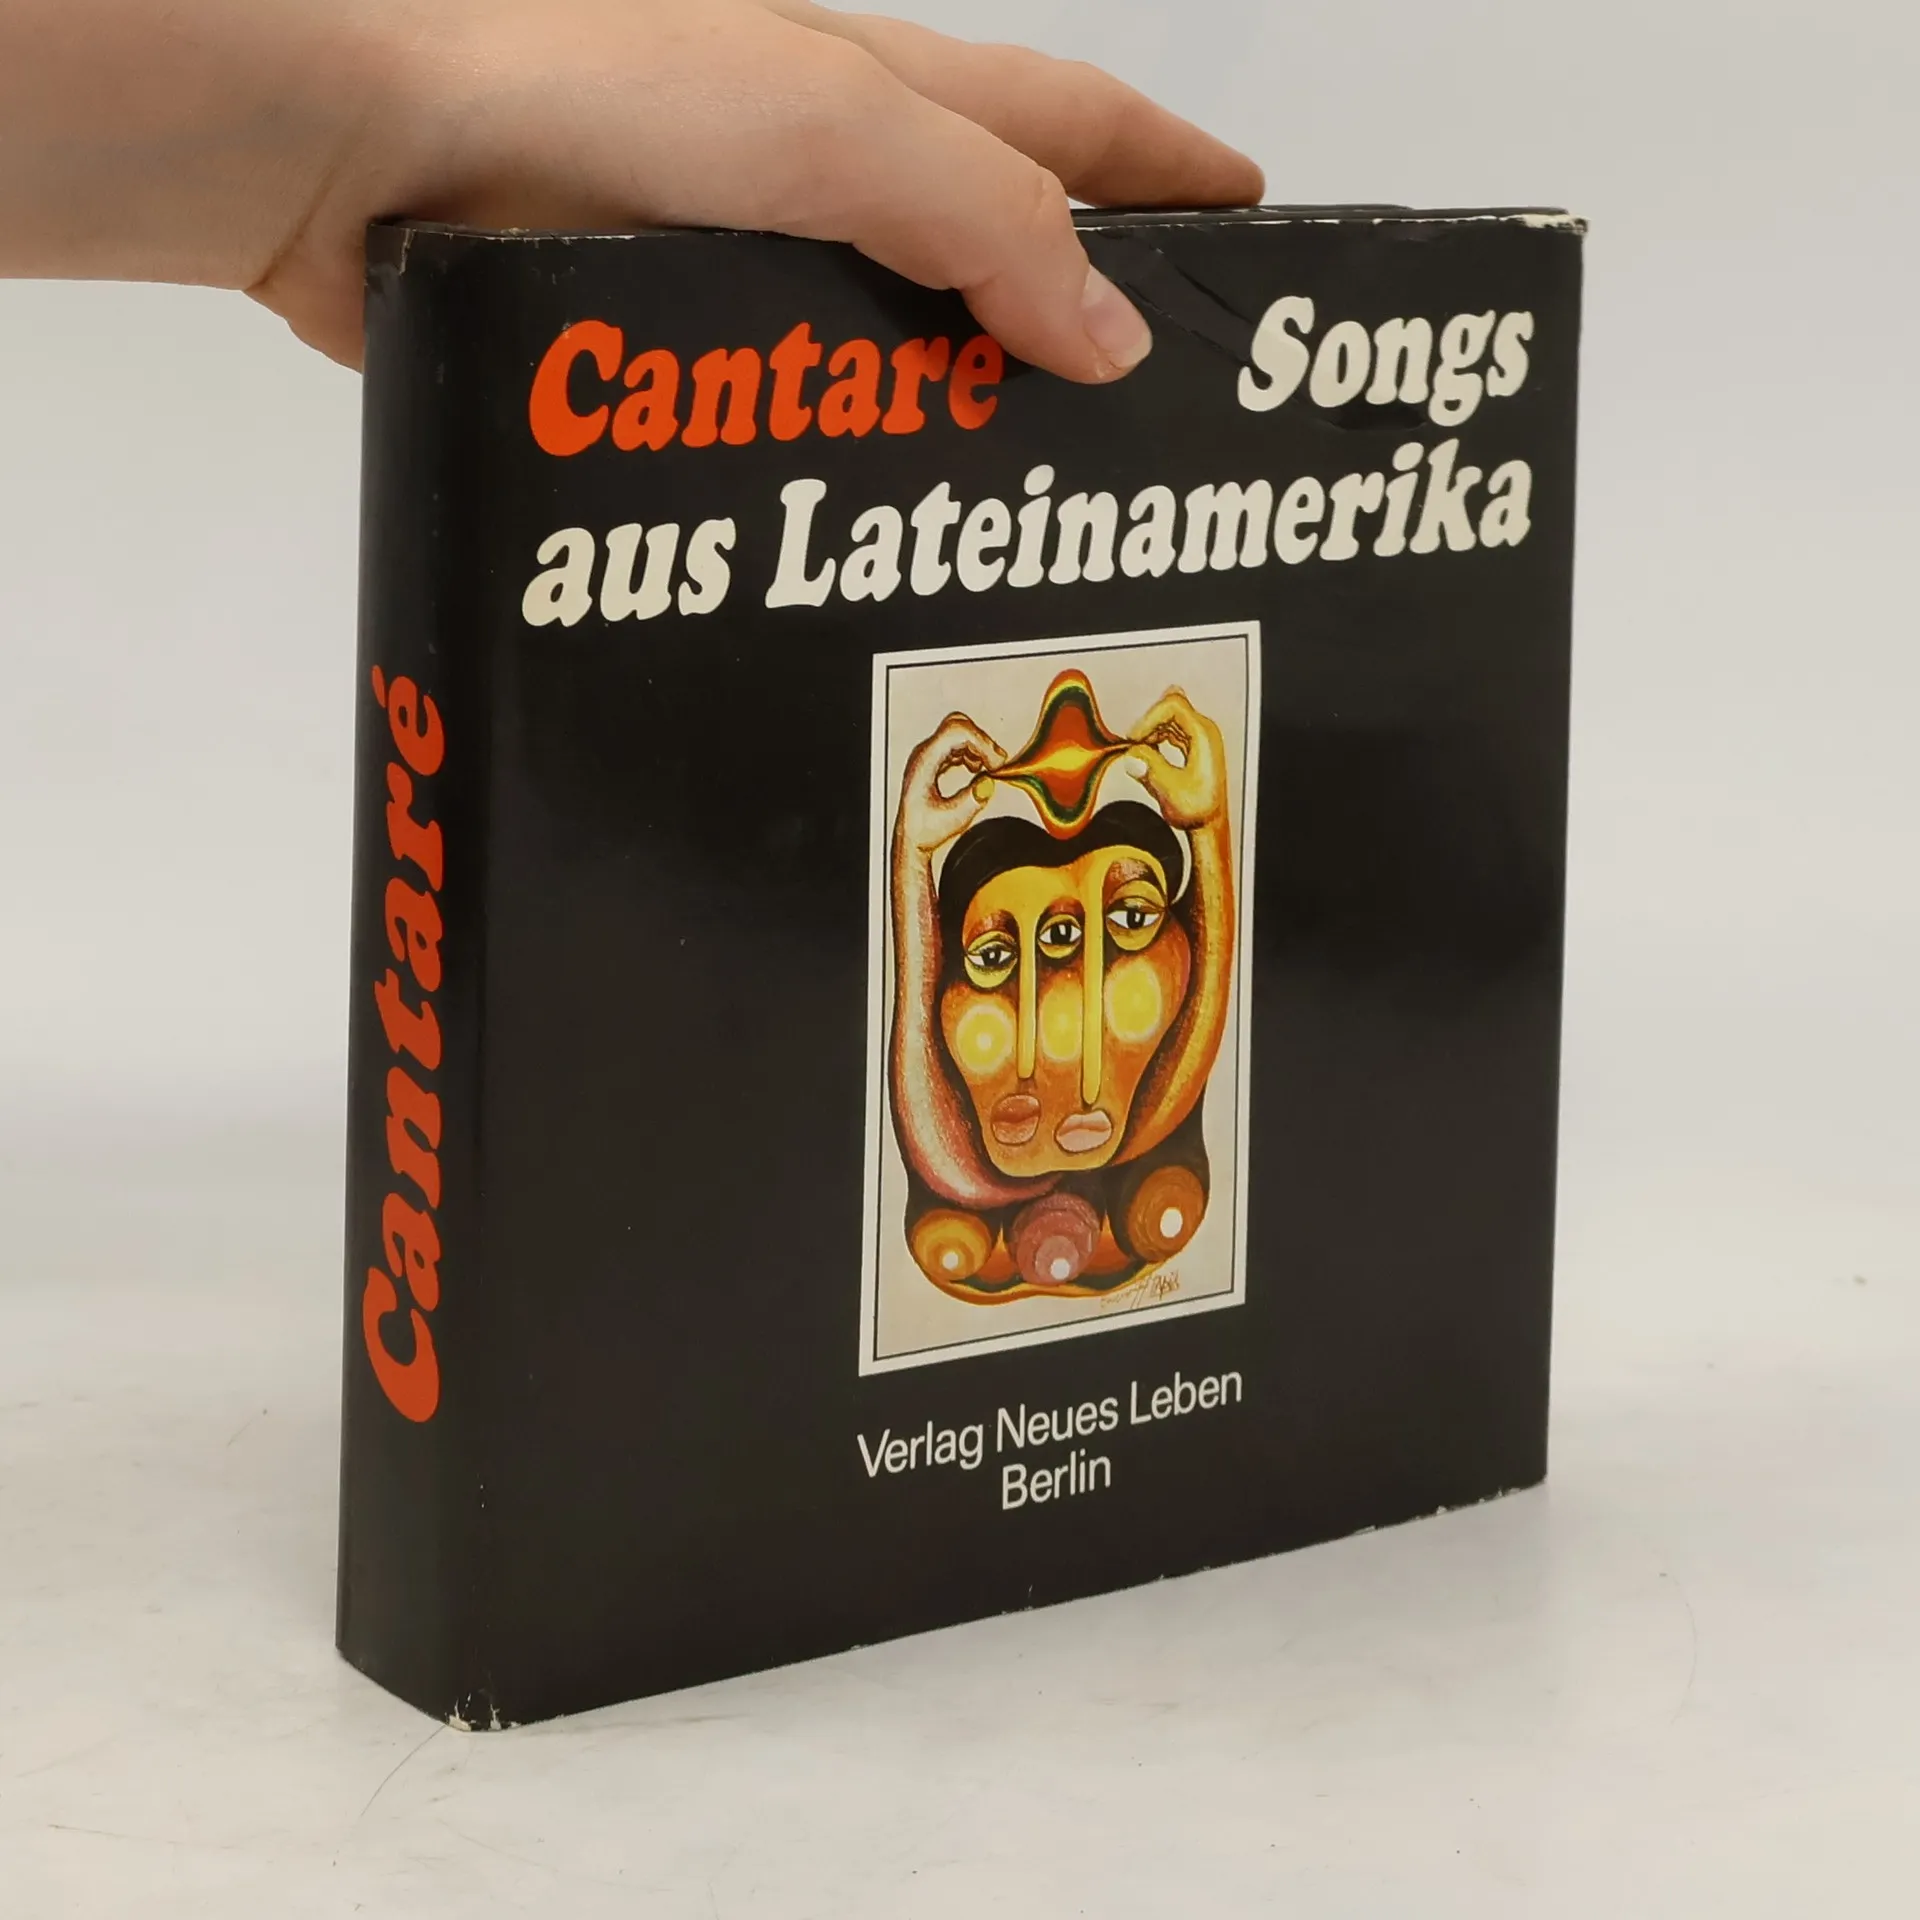 Cantare Songs
aus Lateinamerika
Verlag Neues Leben
Berlin
Cantaré